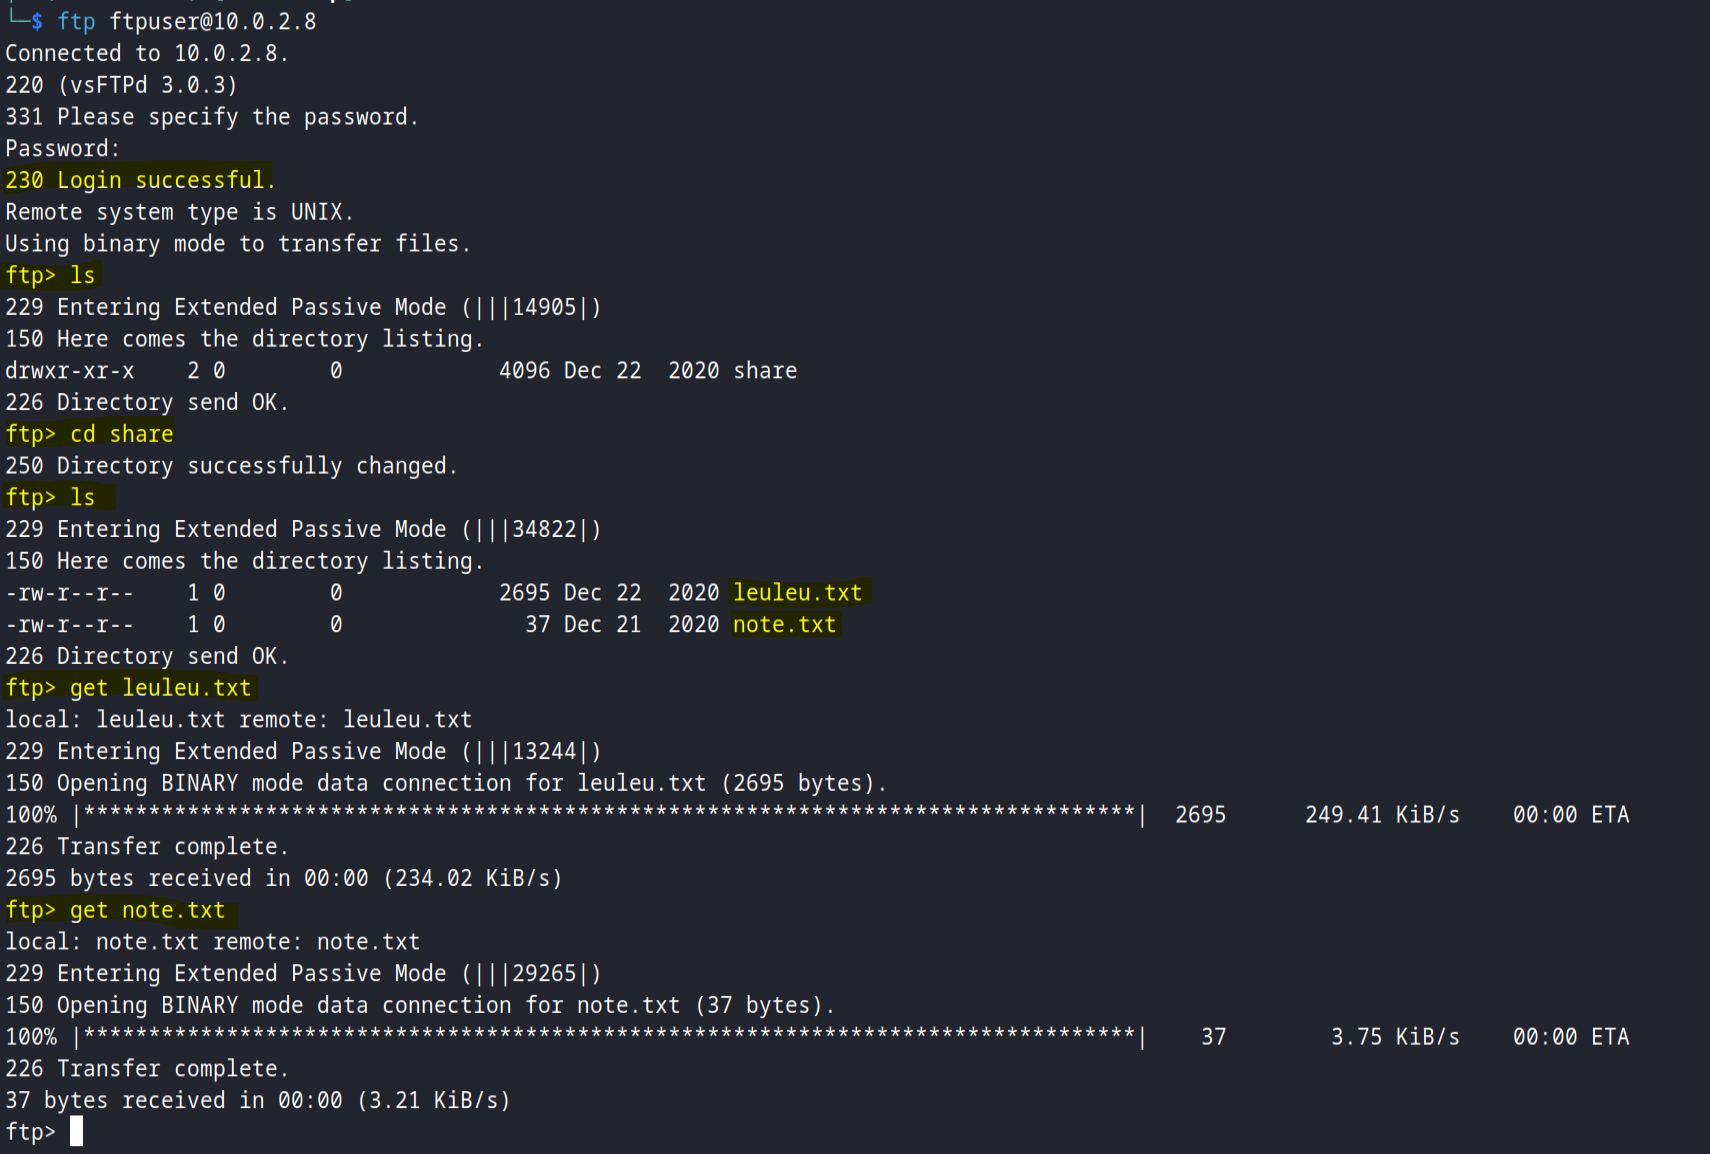 └─$ ftp ftpuser@10.0.2.8
Connected to 10.0.2.8.
220 (vsFTPd 3.0.3)
331 Please specify the password.
Password:
230 Login successful.
Remote system type is UNIX.
Using binary mode to transfer files.
ftp> ls
229 Entering Extended Passive Mode (|||14905|)
150 Here comes the directory listing.
drwxr-xr-x    2 0        0            4096 Dec 22  2020 share
226 Directory send OK.
ftp> cd share
250 Directory successfully changed.
ftp> ls
229 Entering Extended Passive Mode (|||34822|)
150 Here comes the directory listing.
-rw-r--r--    1 0        0            2695 Dec 22  2020 leuleu.txt
-rw-r--r--    1 0        0              37 Dec 21  2020 note.txt
226 Directory send OK.
ftp> get leuleu.txt
local: leuleu.txt remote: leuleu.txt
229 Entering Extended Passive Mode (|||13244|)
150 Opening BINARY mode data connection for leuleu.txt (2695 bytes).
100% |*********************************************************************************|  2695      249.41 KiB/s    00:00 ETA
226 Transfer complete.
2695 bytes received in 00:00 (234.02 KiB/s)
ftp> get note.txt
local: note.txt remote: note.txt
229 Entering Extended Passive Mode (|||29265|)
150 Opening BINARY mode data connection for note.txt (37 bytes).
100% |*********************************************************************************|    37        3.75 KiB/s    00:00 ETA
226 Transfer complete.
37 bytes received in 00:00 (3.21 KiB/s)
ftp>